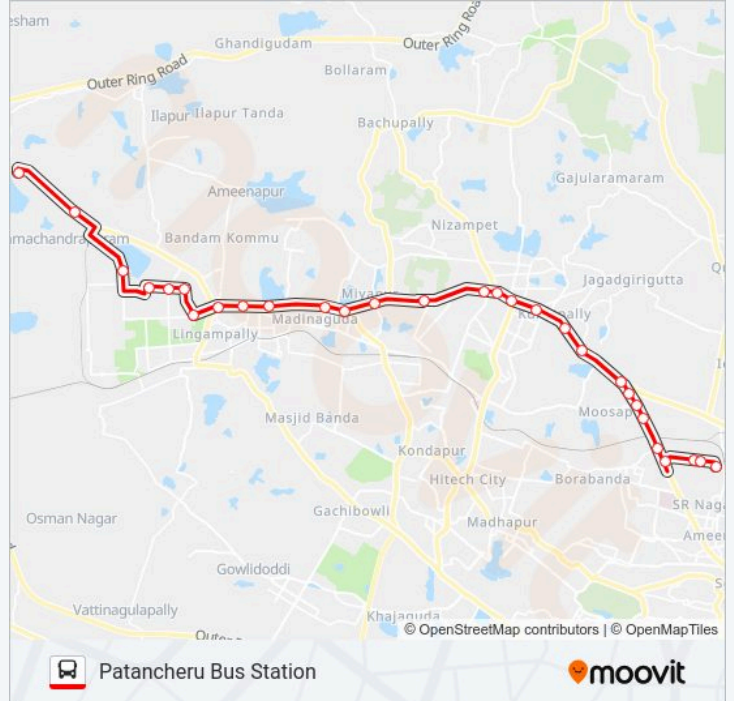 esham
Ghandigudam
Outer Ring Road
Outer Ring Road
Bollaram
Ilapur
Ilapur Tanda
Bachupally
Ameenapur
Gajularamaram
Nizampet
Bandam Kommu
Jagadgirigutta
Madinaguda
Lingampally
Moosap
Masjid Banda
Kondapur
Hitech City
Borabanda
SR Naga
Gachibowli
Madhapur
Osman Nagar
Amee
Gowlidoddi
Vattinagulapally
Khajaguda
Oute
© OpenStreetMap contributors | © OpenMapTiles
Patancheru Bus Station
moovit